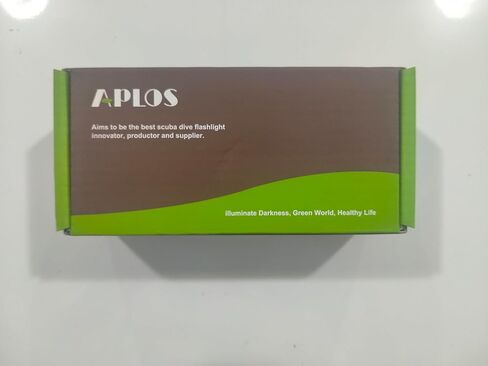 APLOS
Aims to be the best scuba dive flashlight
innovator, productor and supplier.
illuminate Darkness, Green World, Healthy Life